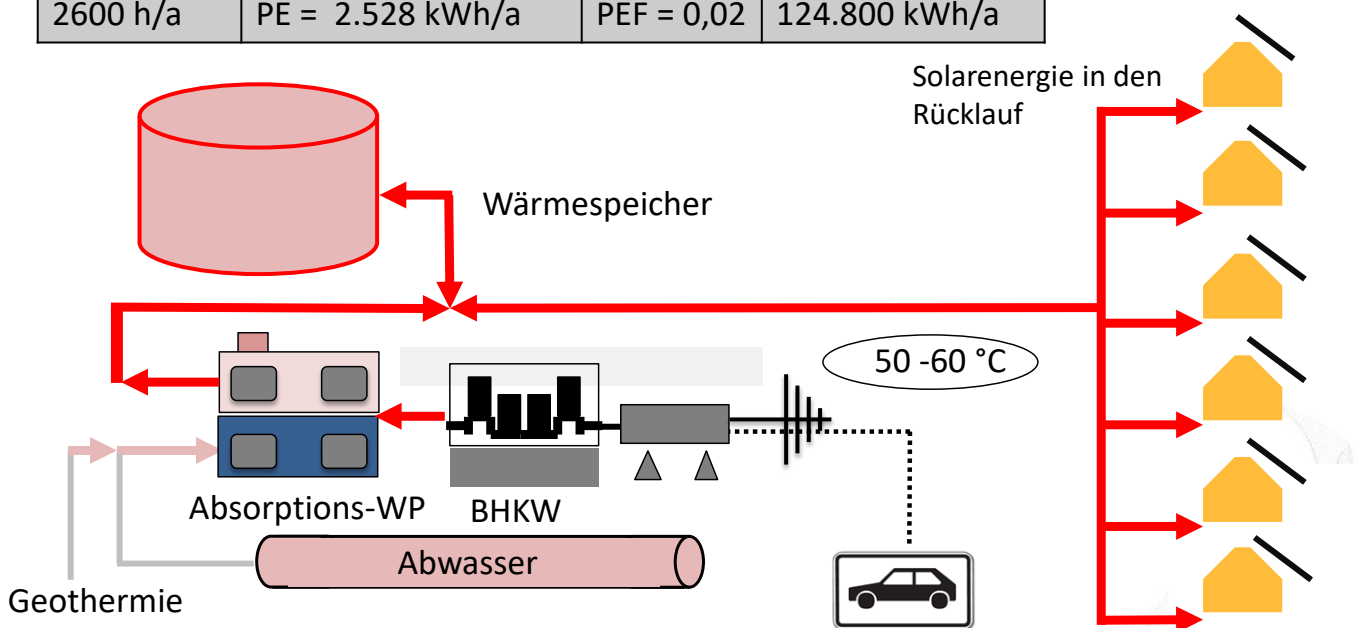 2600 h/a PE = 2.528 kWh/a PEF = 0,02 124.800 kWh/a
Solarenergie in den
Rücklauf
Wärmespeicher
50 -60 °C
Absorptions-WP
BHKW
Abwasser
Geothermie